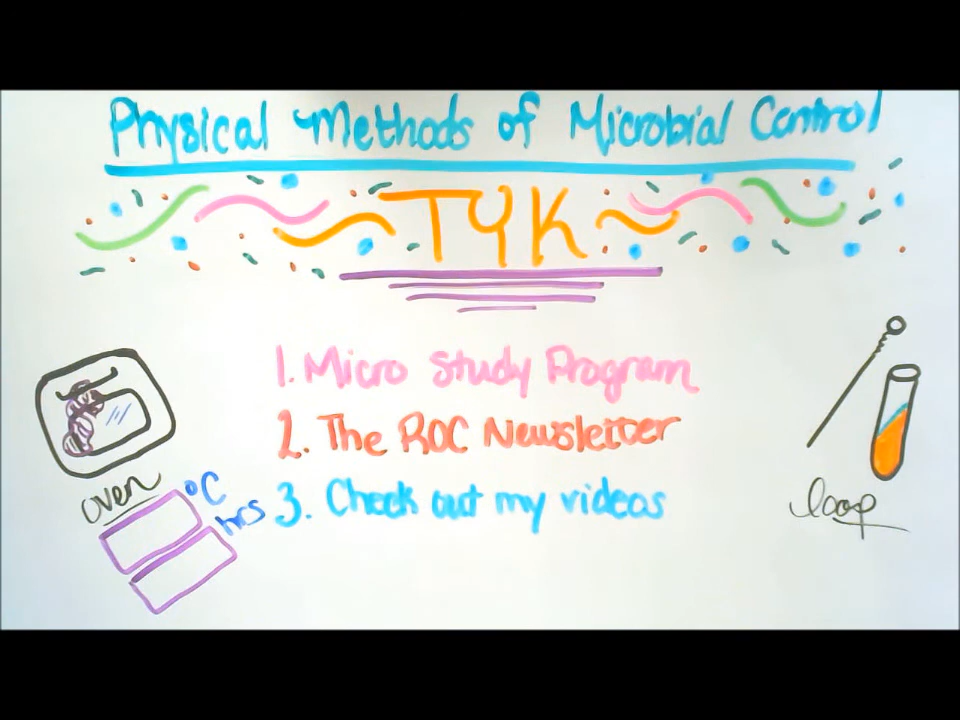 Physical Methods of Microbial Control
TYK
1. Micro Study Program
2. The ROC Newsletter
3. Check out my videos
oven
°C
hrs
loop